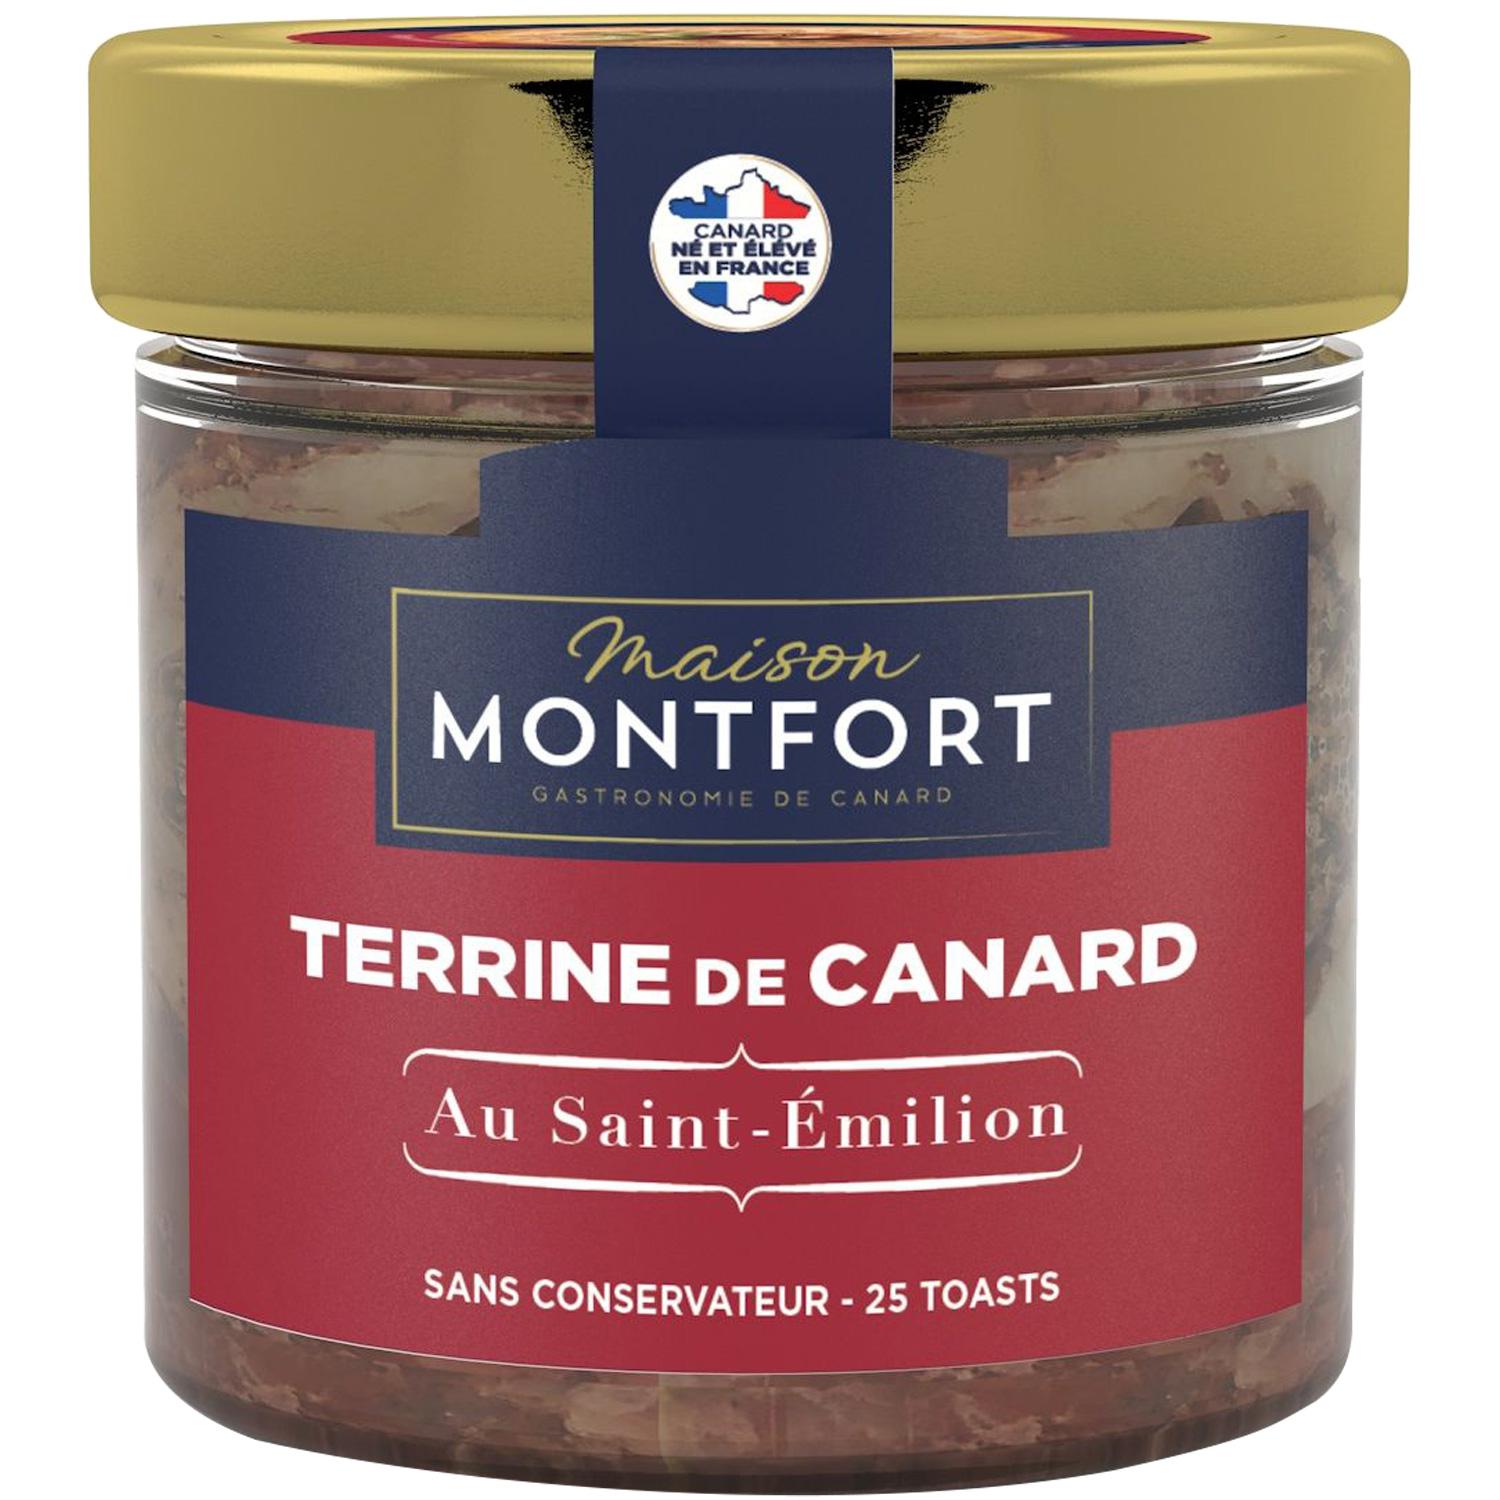 CANARD
NÉ ET ÉLEVÉ
EN FRANCE
Maison
MONTFORT
GASTRONOMIE DE CANARD
TERRINE DE CANARD
Au Saint-Émilion
SANS CONSERVATEUR - 25 TOASTS